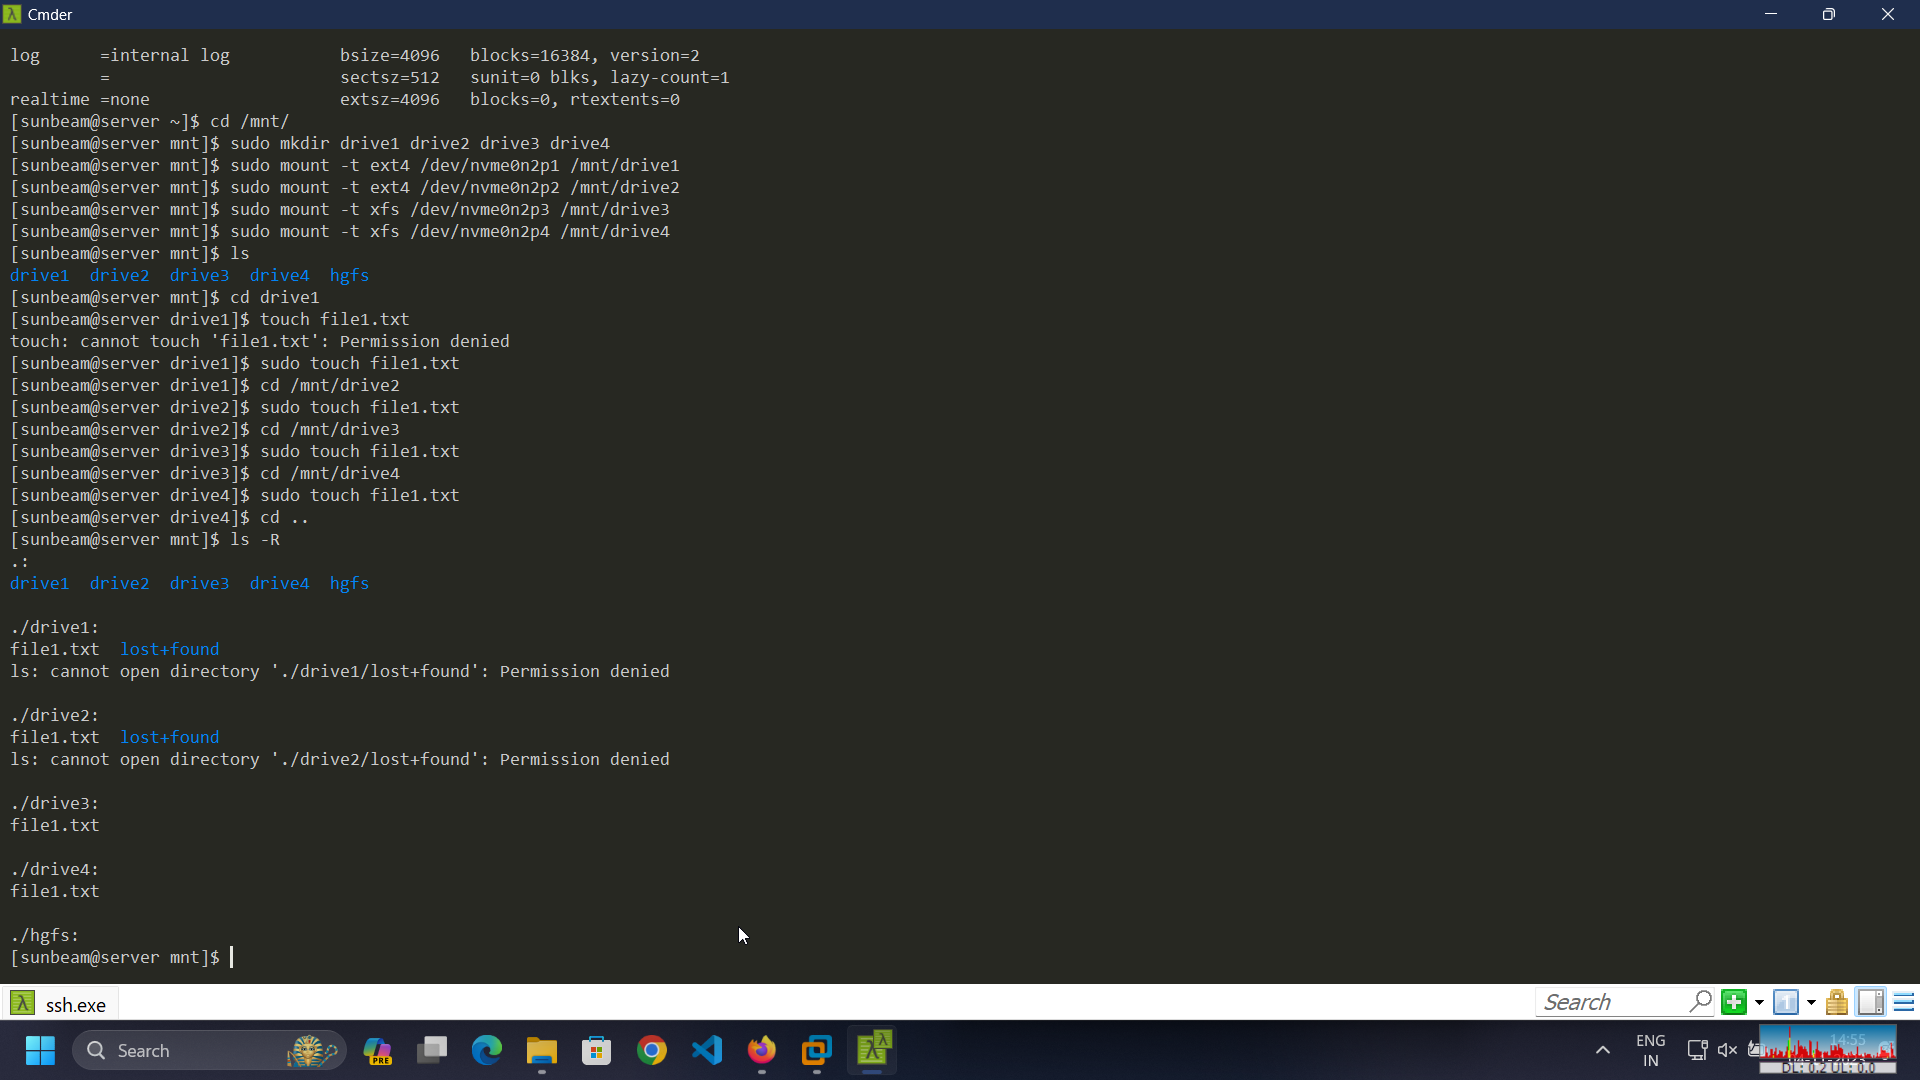 Cmder
log      =internal log           bsize=4096   blocks=16384, version=2
         =                       sectsz=512   sunit=0 blks, lazy-count=1
realtime =none                   extsz=4096   blocks=0, rtextents=0
[sunbeam@server ~]$ cd /mnt/
[sunbeam@server mnt]$ sudo mkdir drive1 drive2 drive3 drive4
[sunbeam@server mnt]$ sudo mount -t ext4 /dev/nvme0n2p1 /mnt/drive1
[sunbeam@server mnt]$ sudo mount -t ext4 /dev/nvme0n2p2 /mnt/drive2
[sunbeam@server mnt]$ sudo mount -t xfs /dev/nvme0n2p3 /mnt/drive3
[sunbeam@server mnt]$ sudo mount -t xfs /dev/nvme0n2p4 /mnt/drive4
[sunbeam@server mnt]$ ls
drive1  drive2  drive3  drive4  hgfs
[sunbeam@server mnt]$ cd drive1
[sunbeam@server drive1]$ touch file1.txt
touch: cannot touch 'file1.txt': Permission denied
[sunbeam@server drive1]$ sudo touch file1.txt
[sunbeam@server drive1]$ cd /mnt/drive2
[sunbeam@server drive2]$ sudo touch file1.txt
[sunbeam@server drive2]$ cd /mnt/drive3
[sunbeam@server drive3]$ sudo touch file1.txt
[sunbeam@server drive3]$ cd /mnt/drive4
[sunbeam@server drive4]$ sudo touch file1.txt
[sunbeam@server drive4]$ cd ..
[sunbeam@server mnt]$ ls -R
.:
drive1  drive2  drive3  drive4  hgfs

./drive1:
file1.txt  lost+found
ls: cannot open directory './drive1/lost+found': Permission denied

./drive2:
file1.txt  lost+found
ls: cannot open directory './drive2/lost+found': Permission denied

./drive3:
file1.txt

./drive4:
file1.txt

./hgfs:
[sunbeam@server mnt]$
ssh.exe
Search
1
Search
PRE
ENG
IN
14:55
DL: 0.2 UL: 0.0